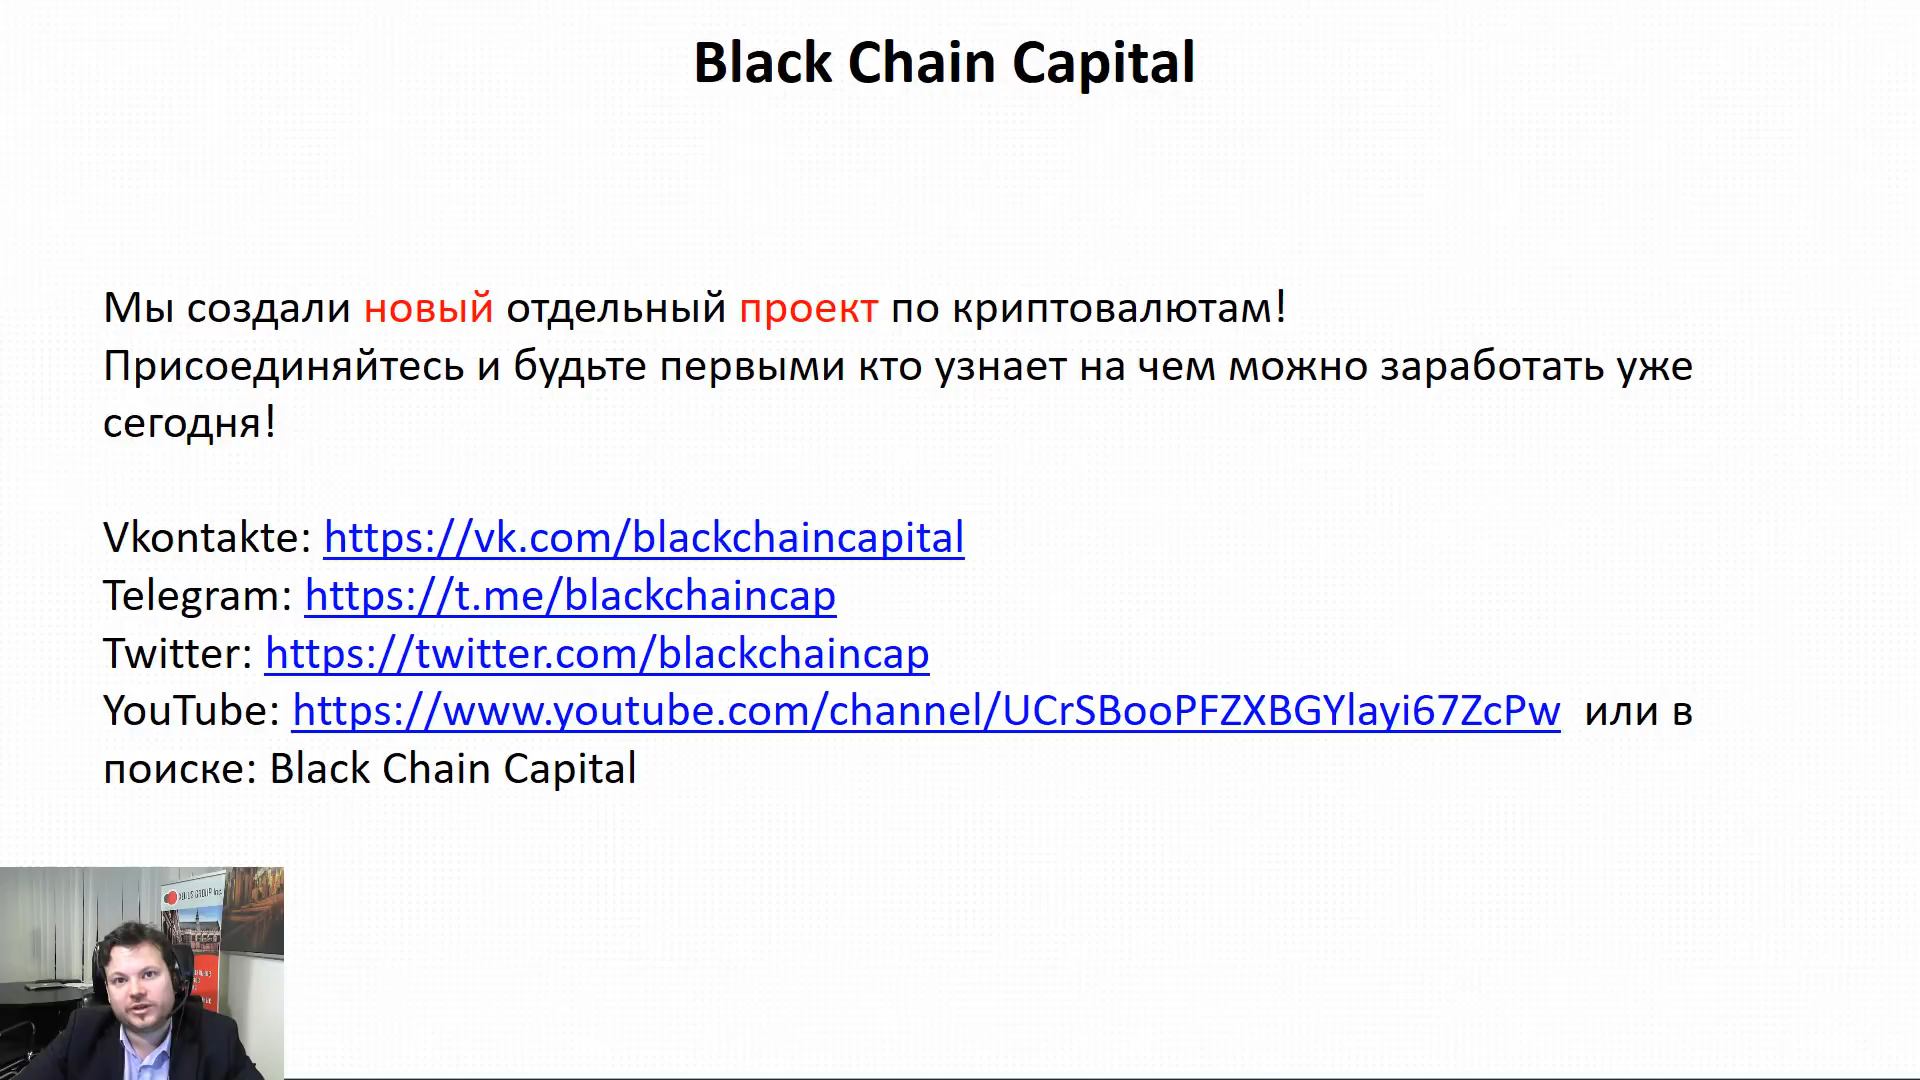 Black Chain Capital
Мы создали новый отдельный проект по криптовалютам!
Присоединяйтесь и будьте первыми кто узнает на чем можно заработать уже
сегодня!
Vkontakte: https://vk.com/blackchaincapital
Telegram: https://t.me/blackchaincap
Twitter: https://twitter.com/blackchaincap
YouTube: https://www.youtube.com/channel/UCrSBooPFZXBGYlayi67ZcPw или в
поиске: Black Chain Capital